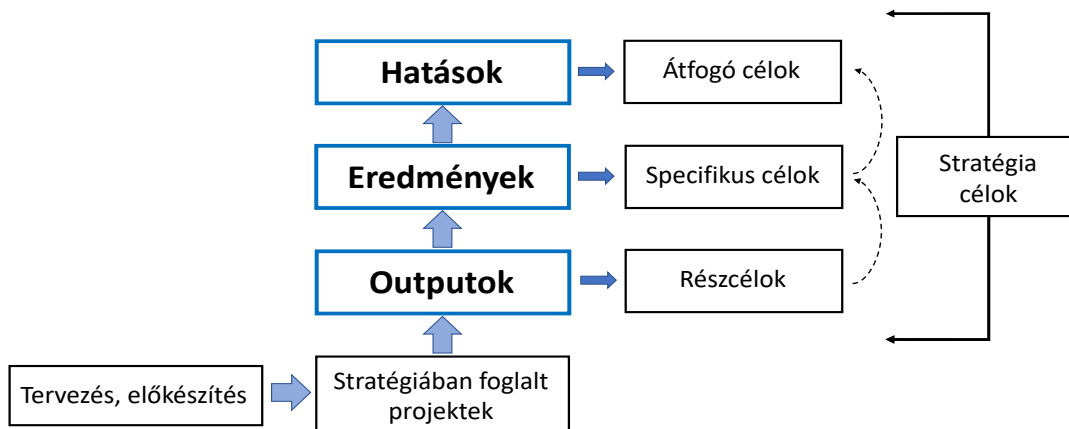 Hatások
Átfogó célok
Eredmények
Specifikus célok
Stratégia
célok
Outputok
Részcélok
Tervezés, előkészítés
Stratégiában foglalt
projektek